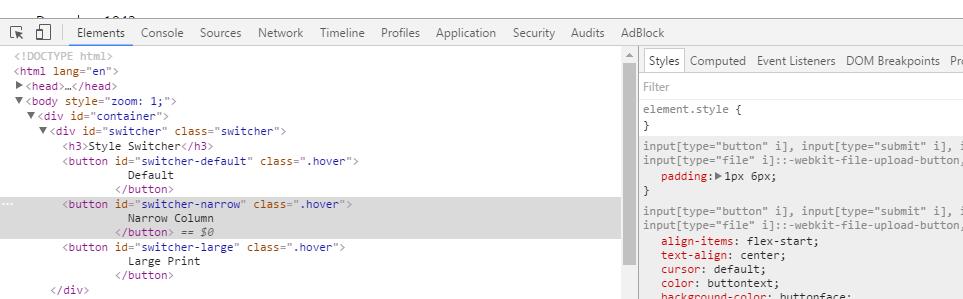 Elements Console Sources Network Timeline Profiles Application Security Audits AdBlock
<!DOCTYPE html>
<html lang="en">
<head>…</head>
<body style="zoom: 1;">
<div id="container">
<div id="switcher" class="switcher">
<h3>Style Switcher</h3>
<button id="switcher-default" class=".hover">
Default
</button>
<button id="switcher-narrow" class=".hover">
Narrow Column
</button> == $0
<button id="switcher-large" class=".hover">
Large Print
</button>
</div>
Styles Computed Event Listeners DOM Breakpoints
Filter
element.style {
}
input[type="button" i], input[type="submit" i],
input[type="file" i]::-webkit-file-upload-button,
padding: 1px 6px;
}
input[type="button" i], input[type="submit" i],
input[type="file" i]::-webkit-file-upload-button,
align-items: flex-start;
text-align: center;
cursor: default;
color: buttontext;
background-color: buttonface;